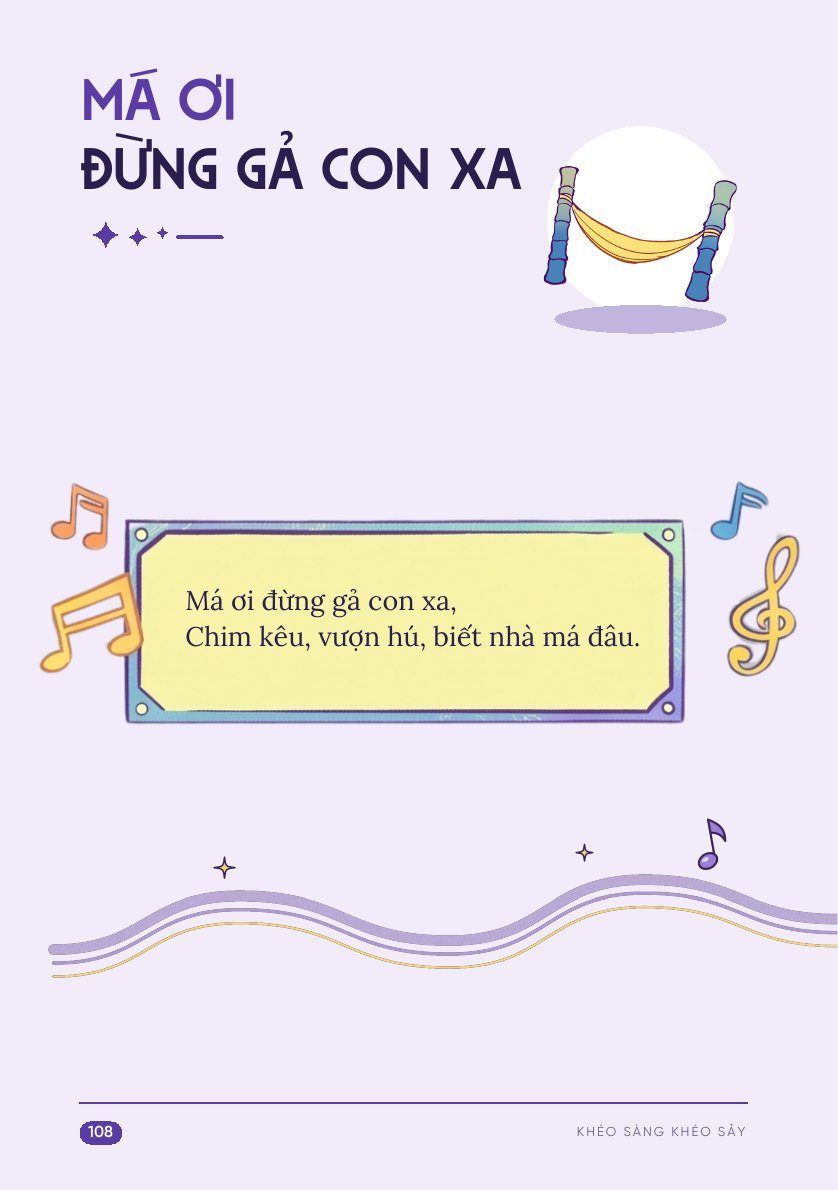 MÁ ƠI
ĐỪNG GẢ CON XA
Má ơi đừng gả con xa,
Chim kêu, vượn hú, biết nhà má đâu.
108
KHÉO SÀNG KHÉO SẢY